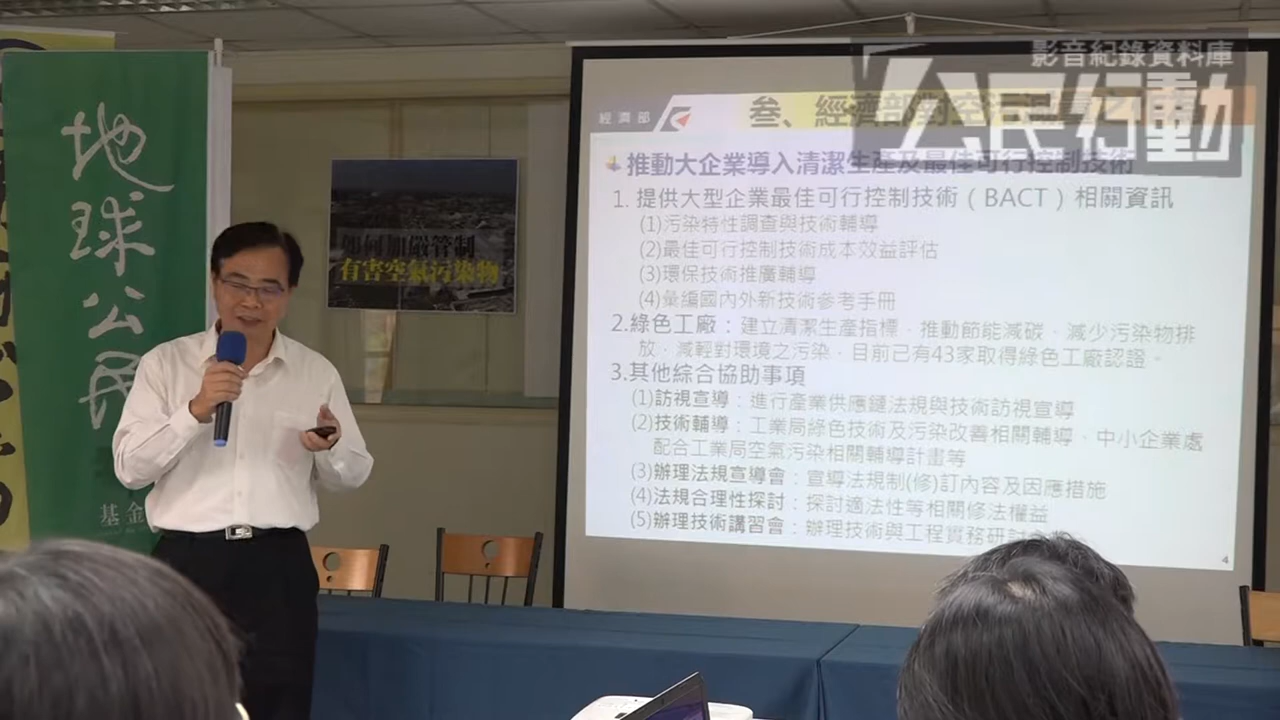 影音紀錄資料庫
公民行動
地球公民
基金
如何加嚴管制
有害空氣污染物
經濟部
叁、經濟部對空
推動大企業導入清潔生產及最佳可行控制技術
1. 提供大型企業最佳可行控制技術（BACT）相關資訊
(1)污染特性調查與技術輔導
(2)最佳可行控制技術成本效益評估
(3)環保技術推廣輔導
(4)彙編國內外新技術參考手冊
2.綠色工廠：建立清潔生產指標，推動節能減碳，減少污染物排
放，減輕對環境之污染，目前已有43家取得綠色工廠認證。
3.其他綜合協助事項
(1)訪視宣導：進行產業供應鏈法規與技術訪視宣導
(2)技術輔導：工業局綠色技術及污染改善相關輔導、中小企業處
配合工業局空氣污染相關輔導計畫等
(3)辦理法規宣導會：宣導法規制(修)訂內容及因應措施
(4)法規合理性探討：探討適法性等相關修法權益
(5)辦理技術講習會：辦理技術與工程實務研討
4